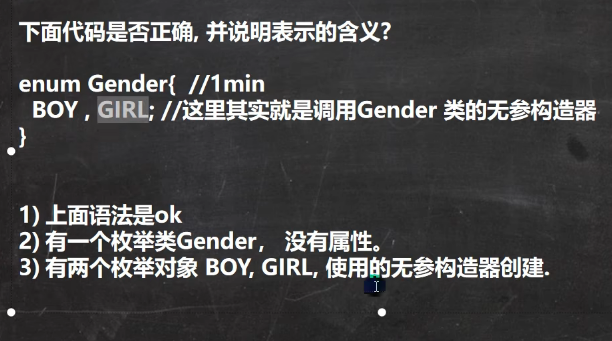 下面代码是否正确, 并说明表示的含义?
enum Gender{ //1min
BOY , GIRL; //这里其实就是调用Gender 类的无参构造器
}
1) 上面语法是ok
2) 有一个枚举类Gender， 没有属性。
3) 有两个枚举对象 BOY, GIRL, 使用的无参构造器创建.